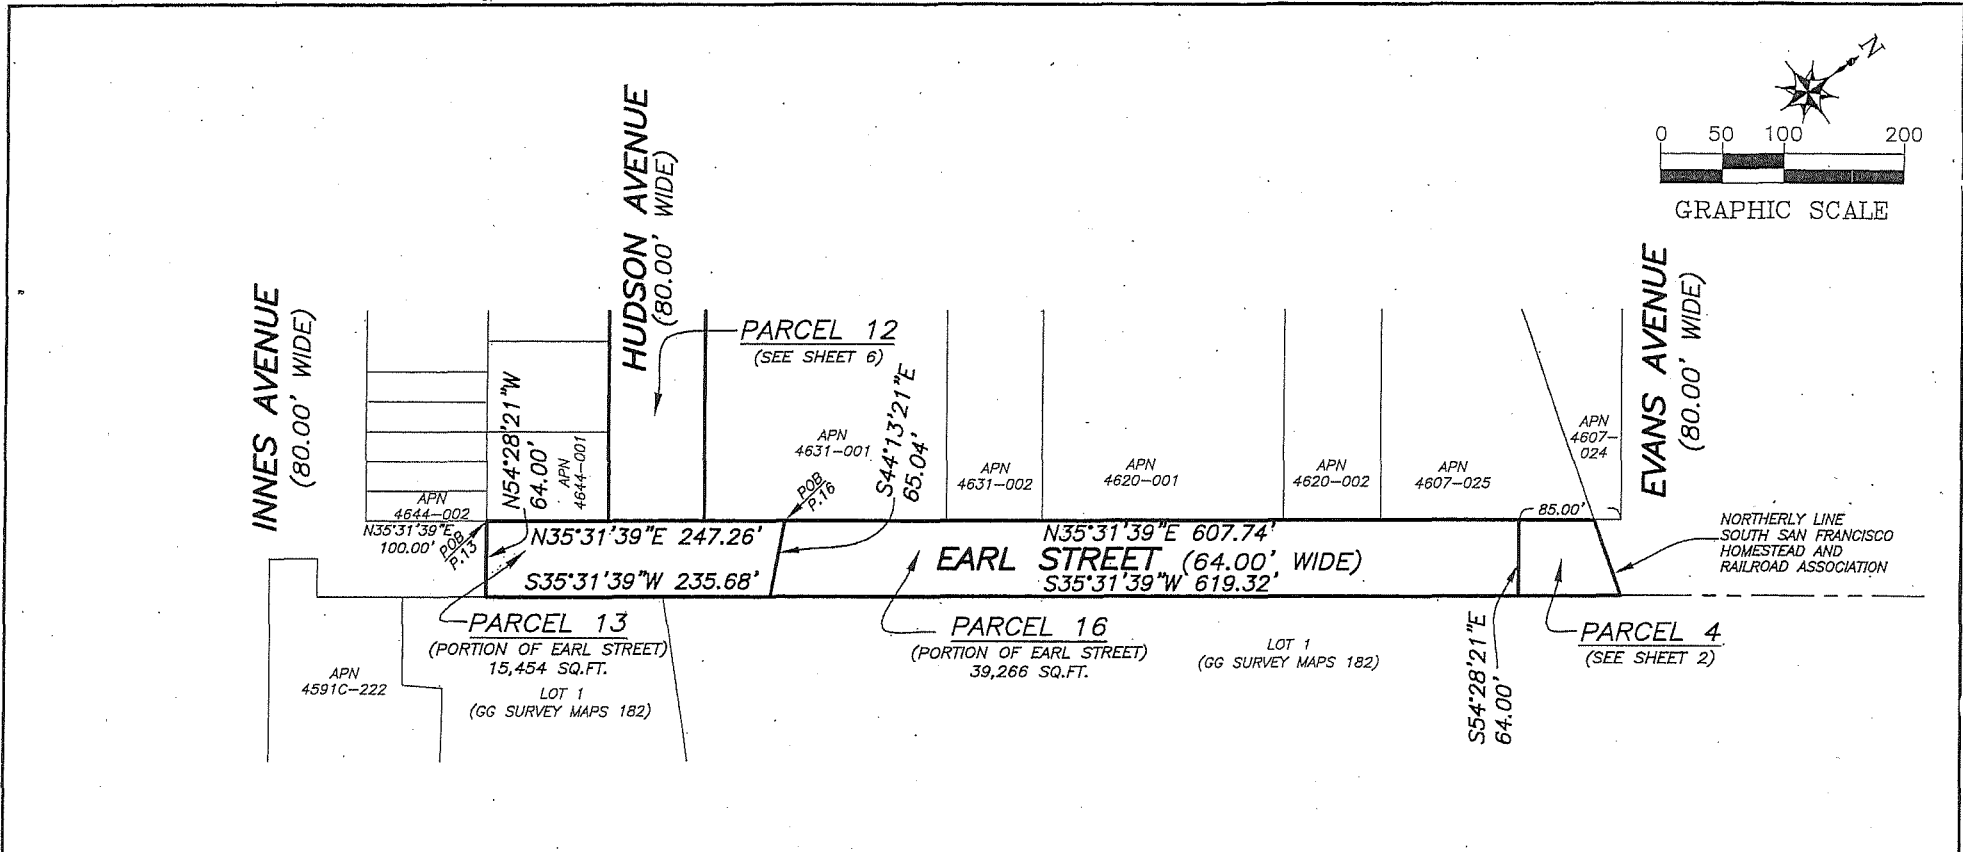 N
0 50 100 200
GRAPHIC SCALE
INNES AVENUE
(80.00' WIDE)
HUDSON AVENUE
(80.00' WIDE)
EVANS AVENUE
(80.00' WIDE)
PARCEL 12
(SEE SHEET 6)
N54°28'21"W
64.00'
APN
4644-001
APN
4644-002
APN
4631-001
S44°13'21"E
65.04'
APN
4631-002
APN
4620-001
APN
4620-002
APN
4607-025
APN
4607-
024
POB
P.16
85.00'
N35°31'39"E
100.00'
POB
P.13
N35°31'39"E 247.26'
S35°31'39"W 235.68'
N35°31'39"E 607.74'
EARL STREET (64.00' WIDE)
S35°31'39"W 619.32'
NORTHERLY LINE
SOUTH SAN FRANCISCO
HOMESTEAD AND
RAILROAD ASSOCIATION
PARCEL 13
(PORTION OF EARL STREET)
15,454 SQ.FT.
LOT 1
(GG SURVEY MAPS 182)
APN
4591C-222
PARCEL 16
(PORTION OF EARL STREET)
39,266 SQ.FT.
LOT 1
(GG SURVEY MAPS 182)
S54°28'21"E
64.00'
PARCEL 4
(SEE SHEET 2)